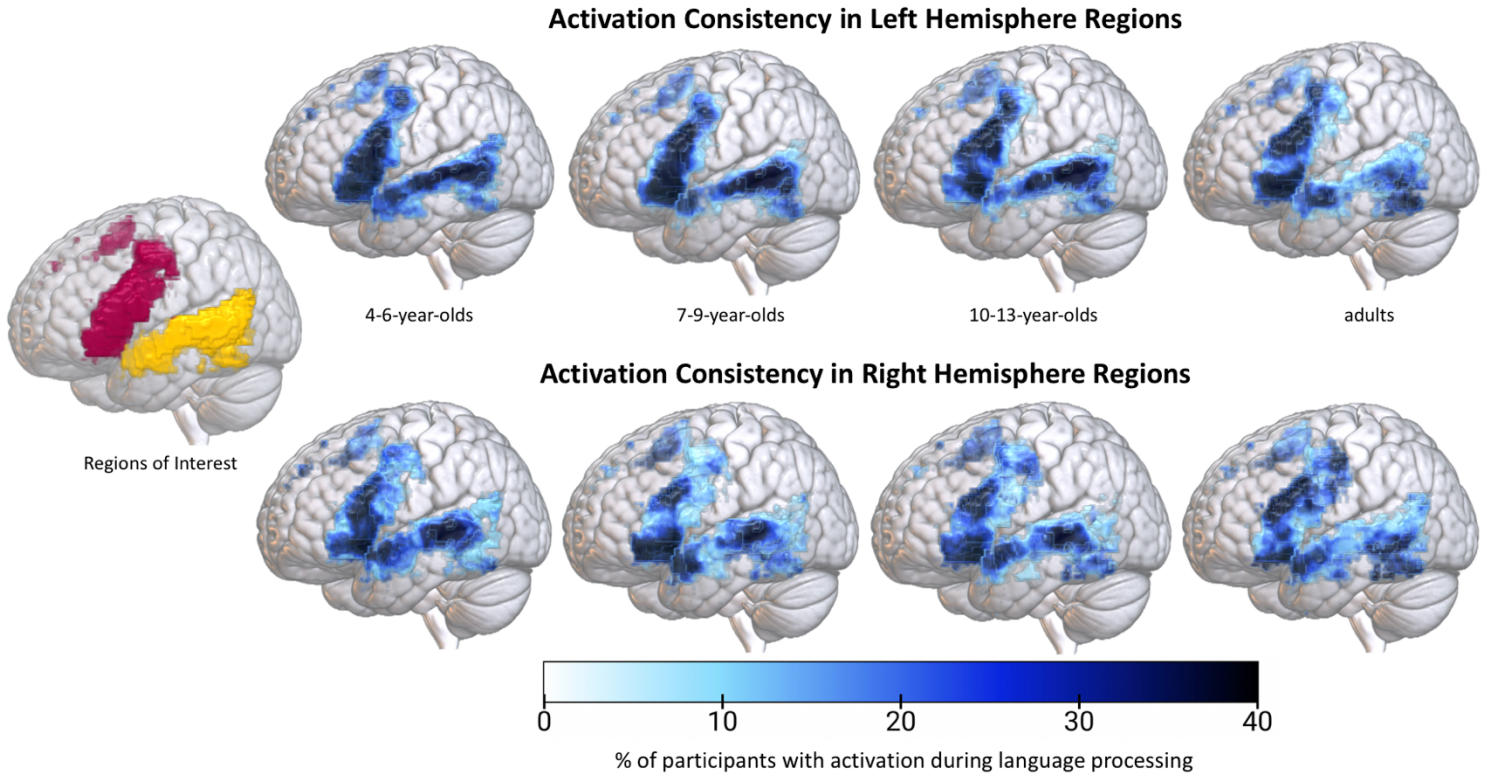 Activation Consistency in Left Hemisphere Regions
4-6-year-olds
7-9-year-olds
10-13-year-olds
adults
Activation Consistency in Right Hemisphere Regions
Regions of Interest
0 10 20 30 40
% of participants with activation during language processing